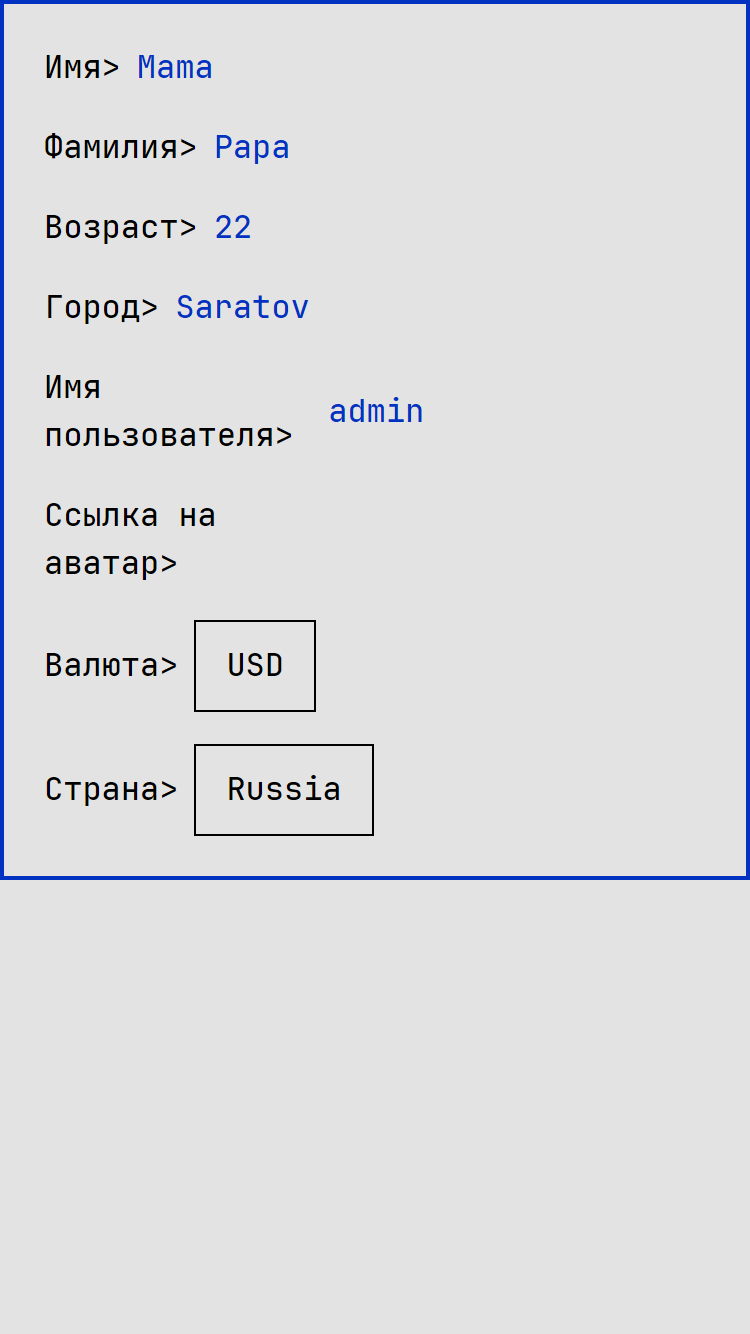 Имя> Mama
Фамилия> Papa
Возраст> 22
Город> Saratov
Имя
пользователя> admin
Ссылка на
аватар>
Валюта> USD
Страна> Russia